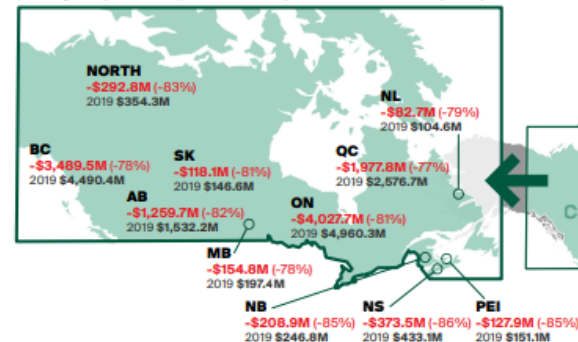 NORTH
-$292.8M (-83%)
2019 $354.3M
NL
-$82.7M (-79%)
2019 $104.6M
BC
-$3,489.5M (-78%)
2019 $4,490.4M
SK
-$118.1M (-81%)
2019 $146.6M
QC
-$1,977.8M (-77%)
2019 $2,576.7M
AB
-$1,259.7M (-82%)
2019 $1,532.2M
ON
-$4,027.7M (-81%)
2019 $4,960.3M
MB
-$154.8M (-78%)
2019 $197.4M
NB
-$208.9M (-85%)
2019 $246.8M
NS
-$373.5M (-86%)
2019 $433.1M
PEI
-$127.9M (-85%)
2019 $151.1M
C